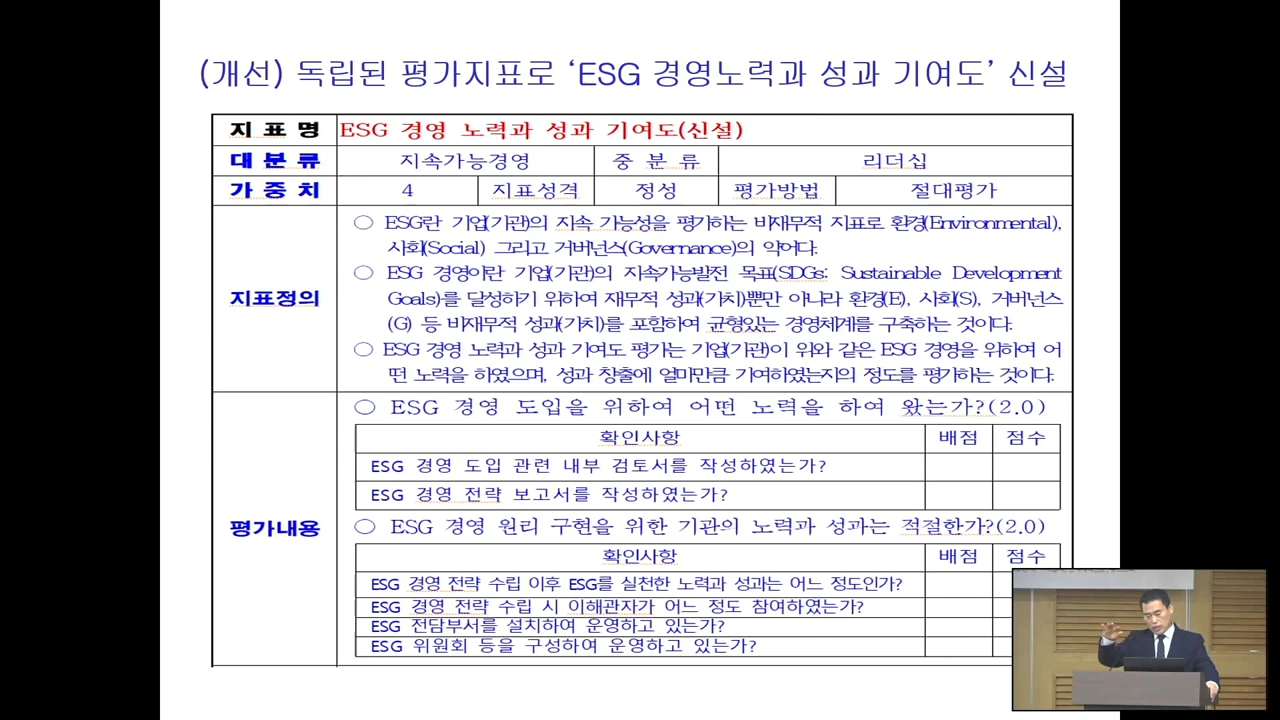 (개선) 독립된 평가지표로 ‘ESG 경영노력과 성과 기여도’ 신설
지 표 명 ESG 경영 노력과 성과 기여도(신설)
대 분 류 지속가능경영 중 분 류 리더십
가 중 치 4 지표성격 정성 평가방법 절대평가
지표정의
○ ESG란 기업(기관)의 지속 가능성을 평가하는 비재무적 지표로 환경(Environmental),
사회(Social) 그리고 거버넌스(Governance)의 약어다.
○ ESG 경영이란 기업(기관)의 지속가능발전 목표(SDGs: Sustainable Development
Goals)를 달성하기 위하여 재무적 성과(가치)뿐만 아니라 환경(E), 사회(S), 거버넌스
(G) 등 비재무적 성과(가치)를 포함하여 균형있는 경영체계를 구축하는 것이다.
○ ESG 경영 노력과 성과 기여도 평가는 기업(기관)이 위와 같은 ESG 경영을 위하여 어
떤 노력을 하였으며, 성과 창출에 얼마만큼 기여하였는지의 정도를 평가하는 것이다.
평가내용
○ ESG 경영 도입을 위하여 어떤 노력을 하여 왔는가?(2.0)
확인사항 배점 점수
ESG 경영 도입 관련 내부 검토서를 작성하였는가?
ESG 경영 전략 보고서를 작성하였는가?
○ ESG 경영 원리 구현을 위한 기관의 노력과 성과는 적절한가?(2.0)
확인사항 배점 점수
ESG 경영 전략 수립 이후 ESG를 실천한 노력과 성과는 어느 정도인가?
ESG 경영 전략 수립 시 이해관자가 어느 정도 참여하였는가?
ESG 전담부서를 설치하여 운영하고 있는가?
ESG 위원회 등을 구성하여 운영하고 있는가?